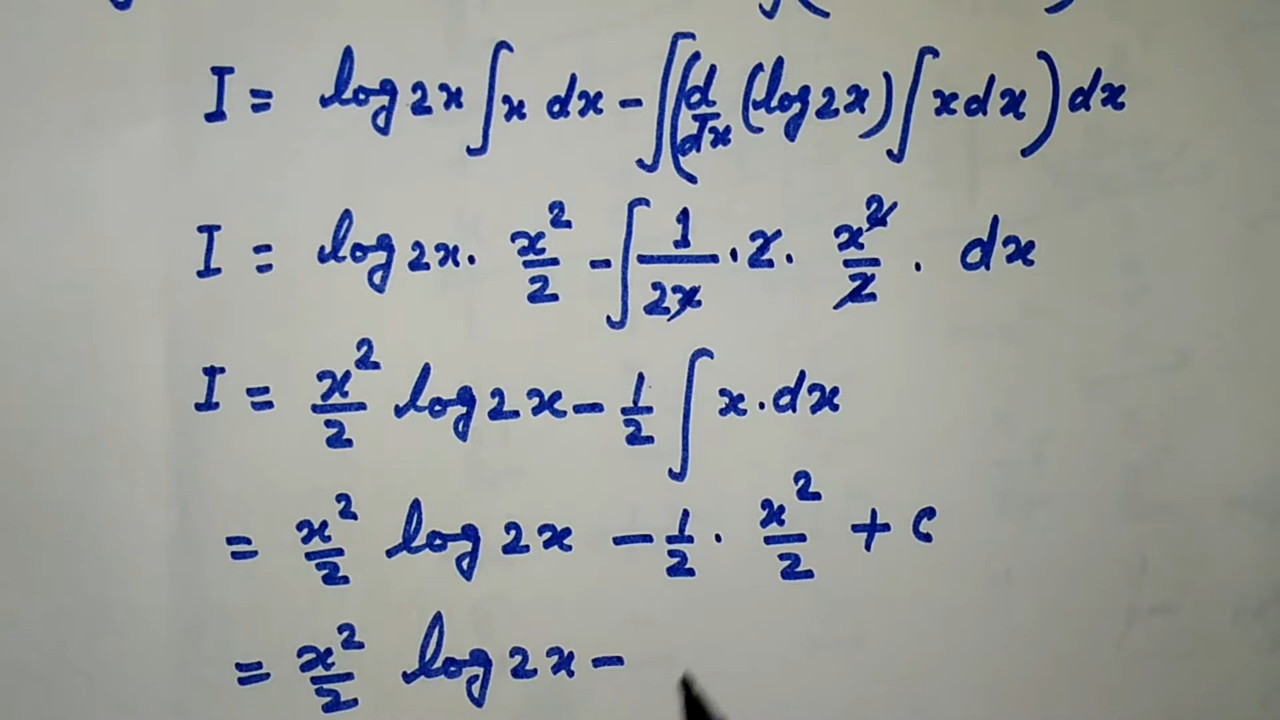 I = log 2x ∫ x dx - ∫ ( d/dx (log 2x) ∫ x dx ) dx
I = log 2x . x²/2 - ∫ 1/2x . 2 . x²/2 . dx
I = x²/2 log 2x - 1/2 ∫ x . dx
= x²/2 log 2x - 1/2 . x²/2 + c
= x²/2 log 2x -